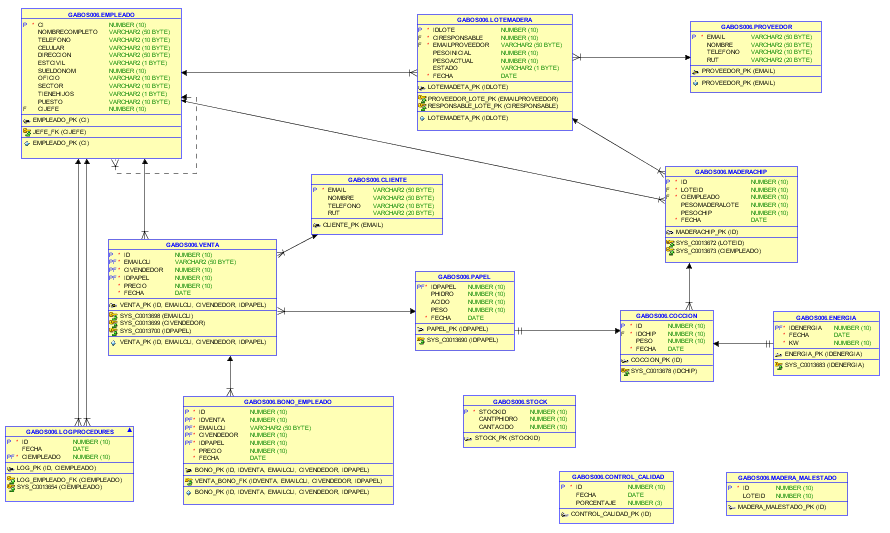 GABOS006.EMPLEADO
P * CI NUMBER (10)
NOMBRECOMPLETO VARCHAR2 (50 BYTE)
TELEFONO VARCHAR2 (10 BYTE)
CELULAR VARCHAR2 (10 BYTE)
DIRECCION VARCHAR2 (50 BYTE)
ESTCIVIL VARCHAR2 (1 BYTE)
SUELDONOM NUMBER (10)
OFICIO VARCHAR2 (10 BYTE)
SECTOR VARCHAR2 (10 BYTE)
TIENEHIJOS VARCHAR2 (1 BYTE)
PUESTO VARCHAR2 (10 BYTE)
F CIJEFE NUMBER (10)
EMPLEADO_PK (CI)
JEFE_FK (CIJEFE)
EMPLEADO_PK (CI)
GABOS006.LOTEMADERA
P * IDLOTE NUMBER (10)
F CIRESPONSABLE NUMBER (10)
F * EMAILPROVEEDOR VARCHAR2 (50 BYTE)
PESOINICIAL NUMBER (10)
PESOACTUAL NUMBER (10)
ESTADO VARCHAR2 (1 BYTE)
* FECHA DATE
LOTEMADETA_PK (IDLOTE)
PROVEEDOR_LOTE_PK (EMAILPROVEEDOR)
RESPONSABLE_LOTE_PK (CIRESPONSABLE)
LOTEMADETA_PK (IDLOTE)
GABOS006.PROVEEDOR
P * EMAIL VARCHAR2 (50 BYTE)
NOMBRE VARCHAR2 (50 BYTE)
TELEFONO VARCHAR2 (10 BYTE)
RUT VARCHAR2 (20 BYTE)
PROVEEDOR_PK (EMAIL)
PROVEEDOR_PK (EMAIL)
GABOS006.CLIENTE
P * EMAIL VARCHAR2 (50 BYTE)
NOMBRE VARCHAR2 (50 BYTE)
TELEFONO VARCHAR2 (10 BYTE)
RUT VARCHAR2 (20 BYTE)
CLIENTE_PK (EMAIL)
GABOS006.MADERACHIP
P * ID NUMBER (10)
F * LOTEID NUMBER (10)
F * CIEMPLEADO NUMBER (10)
PESOMADERALOTE NUMBER (10)
PESOCHIP NUMBER (10)
* FECHA DATE
MADERACHIP_PK (ID)
SYS_C0013672 (LOTEID)
SYS_C0013673 (CIEMPLEADO)
GABOS006.VENTA
P * ID NUMBER (10)
PF* EMAILCLI VARCHAR2 (50 BYTE)
PF* CIVENDEDOR NUMBER (10)
PF* IDPAPEL NUMBER (10)
* PRECIO NUMBER (10)
* FECHA DATE
VENTA_PK (ID, EMAILCLI, CIVENDEDOR, IDPAPEL)
SYS_C0013698 (EMAILCLI)
SYS_C0013699 (CIVENDEDOR)
SYS_C0013700 (IDPAPEL)
VENTA_PK (ID, EMAILCLI, CIVENDEDOR, IDPAPEL)
GABOS006.PAPEL
PF* IDPAPEL NUMBER (10)
PHIDRO NUMBER (10)
ACIDO NUMBER (10)
PESO NUMBER (10)
* FECHA DATE
PAPEL_PK (IDPAPEL)
SYS_C0013690 (IDPAPEL)
GABOS006.COCCION
P * ID NUMBER (10)
F * IDCHIP NUMBER (10)
PESO NUMBER (10)
* FECHA DATE
COCCION_PK (ID)
SYS_C0013678 (IDCHIP)
GABOS006.ENERGIA
PF* IDENERGIA NUMBER (10)
* FECHA DATE
* KW NUMBER (10)
ENERGIA_PK (IDENERGIA)
SYS_C0013683 (IDENERGIA)
GABOS006.LOGPROCEDURES
P * ID NUMBER (10)
FECHA DATE
PF* CIEMPLEADO NUMBER (10)
LOG_PK (ID, CIEMPLEADO)
LOG_EMPLEADO_FK (CIEMPLEADO)
SYS_C0013654 (CIEMPLEADO)
GABOS006.BONO_EMPLEADO
P * ID NUMBER (10)
PF* IDVENTA NUMBER (10)
PF* EMAILCLI VARCHAR2 (50 BYTE)
PF* CIVENDEDOR NUMBER (10)
PF* IDPAPEL NUMBER (10)
* PRECIO NUMBER (10)
* FECHA DATE
BONO_PK (ID, IDVENTA, EMAILCLI, CIVENDEDOR, IDPAPEL)
VENTA_BONO_FK (IDVENTA, EMAILCLI, CIVENDEDOR, IDPAPEL)
BONO_PK (ID, IDVENTA, EMAILCLI, CIVENDEDOR, IDPAPEL)
GABOS006.STOCK
P * STOCKID NUMBER (10)
CANTPHIDRO NUMBER (10)
CANTACIDO NUMBER (10)
STOCK_PK (STOCKID)
GABOS006.CONTROL_CALIDAD
P * ID NUMBER (10)
FECHA DATE
PORCENTAJE NUMBER (3)
CONTROL_CALIDAD_PK (ID)
GABOS006.MADERA_MALESTADO
P * ID NUMBER (10)
LOTEID NUMBER (10)
MADERA_MALESTADO_PK (ID)